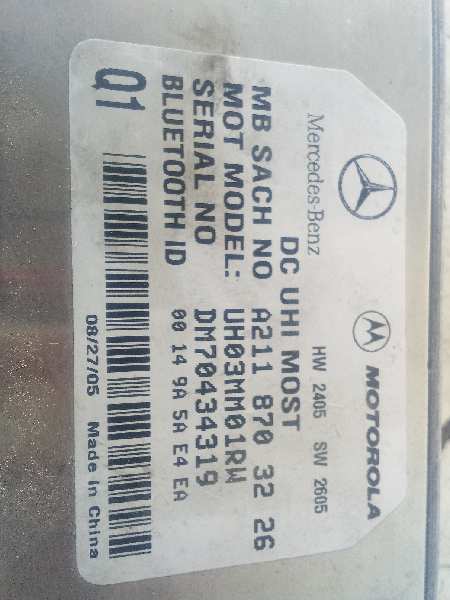 MOTOROLA
Mercedes-Benz
HW 2405 SW 2605
DC UHI MOST
MB SACH NO A211 870 32 26
MOT MODEL: UH03MM01RW
SERIAL NO DM70434319
BLUETOOTH ID 00 14 9A 5A E4 EA
Q1
08/27/05 Made in China